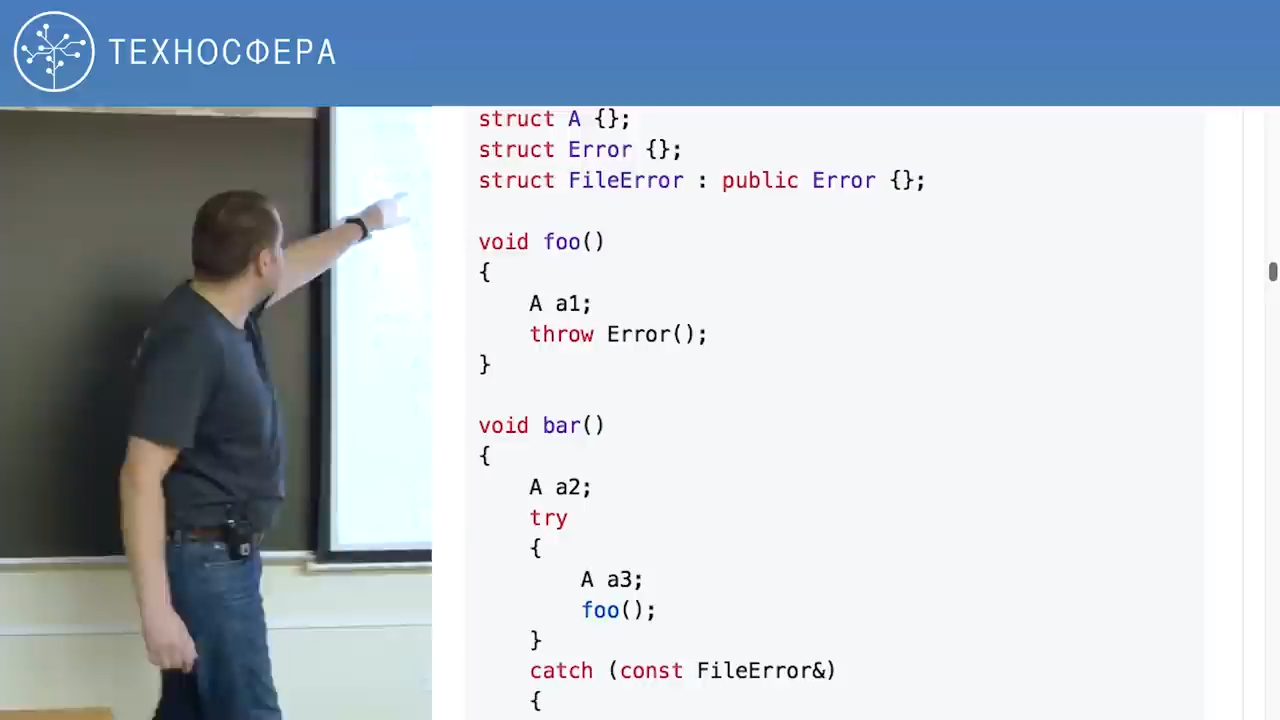 ТЕХНОСФЕРА
struct A {};
struct Error {};
struct FileError : public Error {};
void foo()
{
    A a1;
    throw Error();
}
void bar()
{
    A a2;
    try
    {
        A a3;
        foo();
    }
    catch (const FileError&)
    {